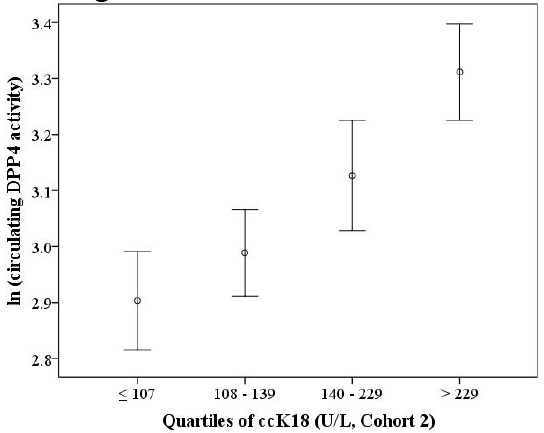 3.4
3.3
3.2
3.1
3.0
2.9
2.8
ln (circulating DPP4 activity)
≤ 107 108 - 139 140 - 229 > 229
Quartiles of ccK18 (U/L, Cohort 2)